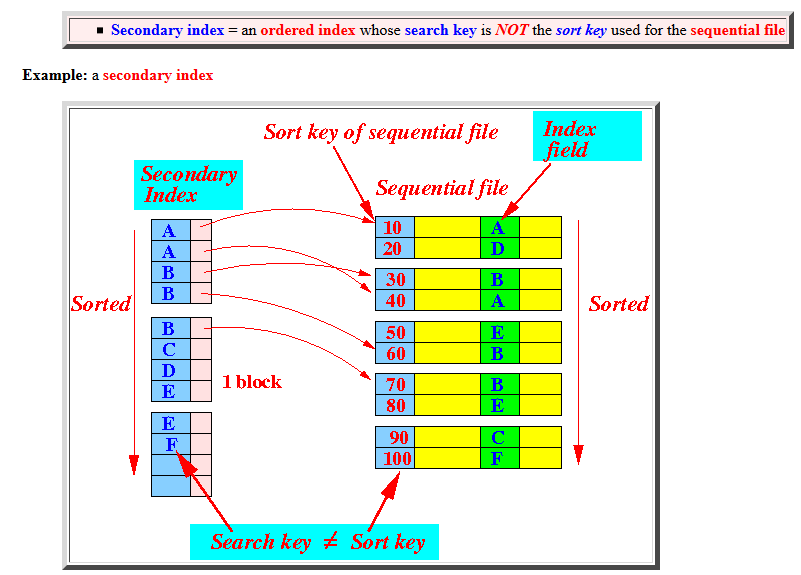 ▪ Secondary index = an ordered index whose search key is NOT the sort key used for the sequential file
Example: a secondary index
Sort key of sequential file
Index
field
Secondary
Index
Sequential file
A
A
B
B
B
C
D
E
E
F
Sorted
1 block
10 A
20 D
30 B
40 A
50 E
60 B
70 B
80 E
90 C
100 F
Sorted
Search key ≠ Sort key